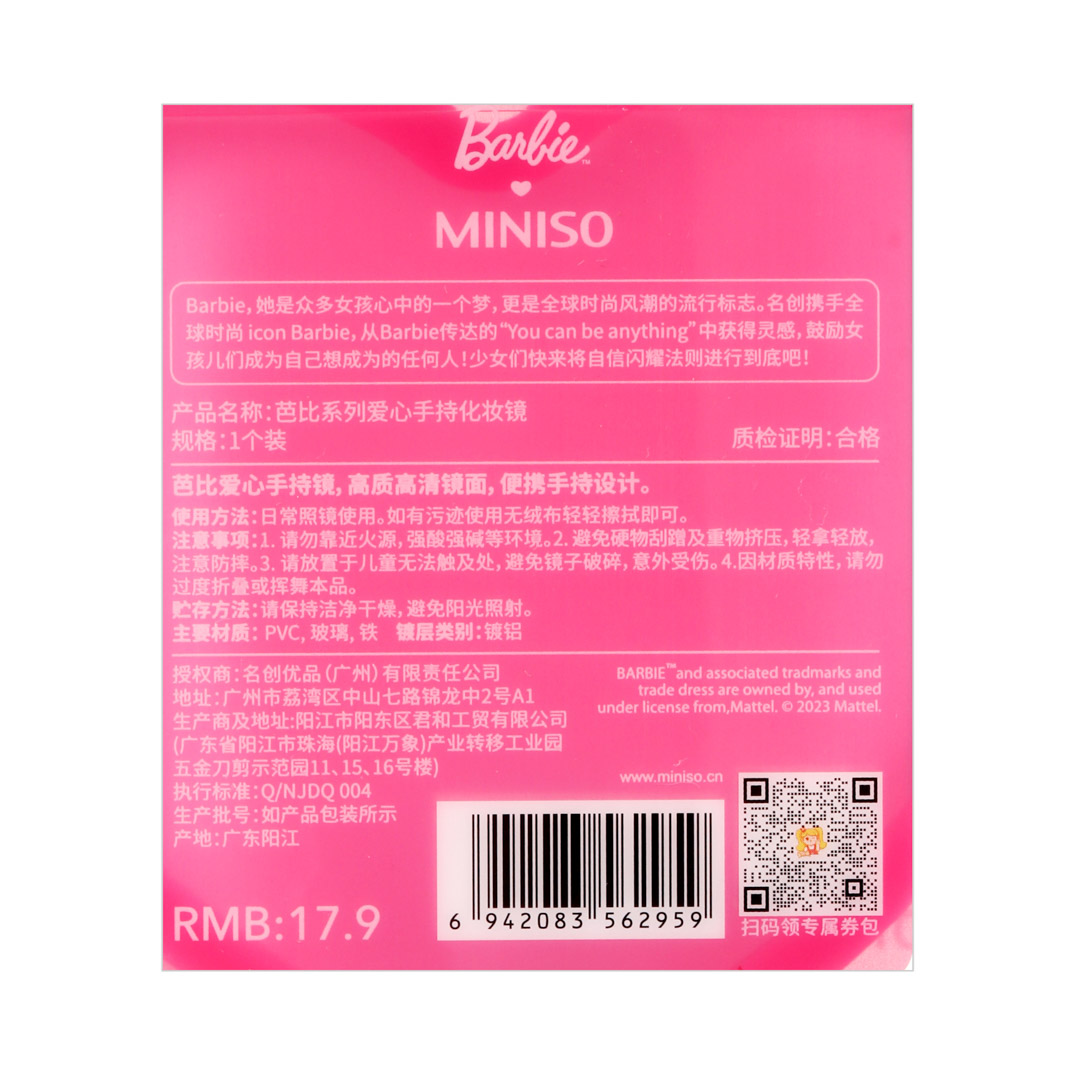 Barbie™
MINISO
Barbie，她是众多女孩心中的一个梦，更是全球时尚风潮的流行标志。名创携手全
球时尚 icon Barbie，从Barbie传达的“You can be anything”中获得灵感，鼓励女
孩儿们成为自己想成为的任何人！少女们快来将自信闪耀法则进行到底吧！
产品名称：芭比系列爱心手持化妆镜
规格：1个装
质检证明：合格
芭比爱心手持镜，高质高清镜面，便携手持设计。
使用方法：日常照镜使用。如有污迹使用无绒布轻轻擦拭即可。
注意事项：1. 请勿靠近火源，强酸强碱等环境。2. 避免硬物刮蹭及重物挤压，轻拿轻放，
注意防摔。3. 请放置于儿童无法触及处，避免镜子破碎，意外受伤。4.因材质特性，请勿
过度折叠或挥舞本品。
贮存方法：请保持洁净干燥，避免阳光照射。
主要材质：PVC, 玻璃, 铁 镀层类别：镀铝
授权商：名创优品（广州）有限责任公司
地址：广州市荔湾区中山七路锦龙中2号A1
生产商及地址:阳江市阳东区君和工贸有限公司
(广东省阳江市珠海(阳江万象)产业转移工业园
五金刀剪示范园11、15、16号楼)
执行标准：Q/NJDQ 004
生产批号：如产品包装所示
产地：广东阳江
BARBIE™and associated tradmarks and
trade dress are owned by, and used
under license from,Mattel. © 2023 Mattel.
www.miniso.cn
RMB:17.9
6 942083 562959
扫码领专属券包